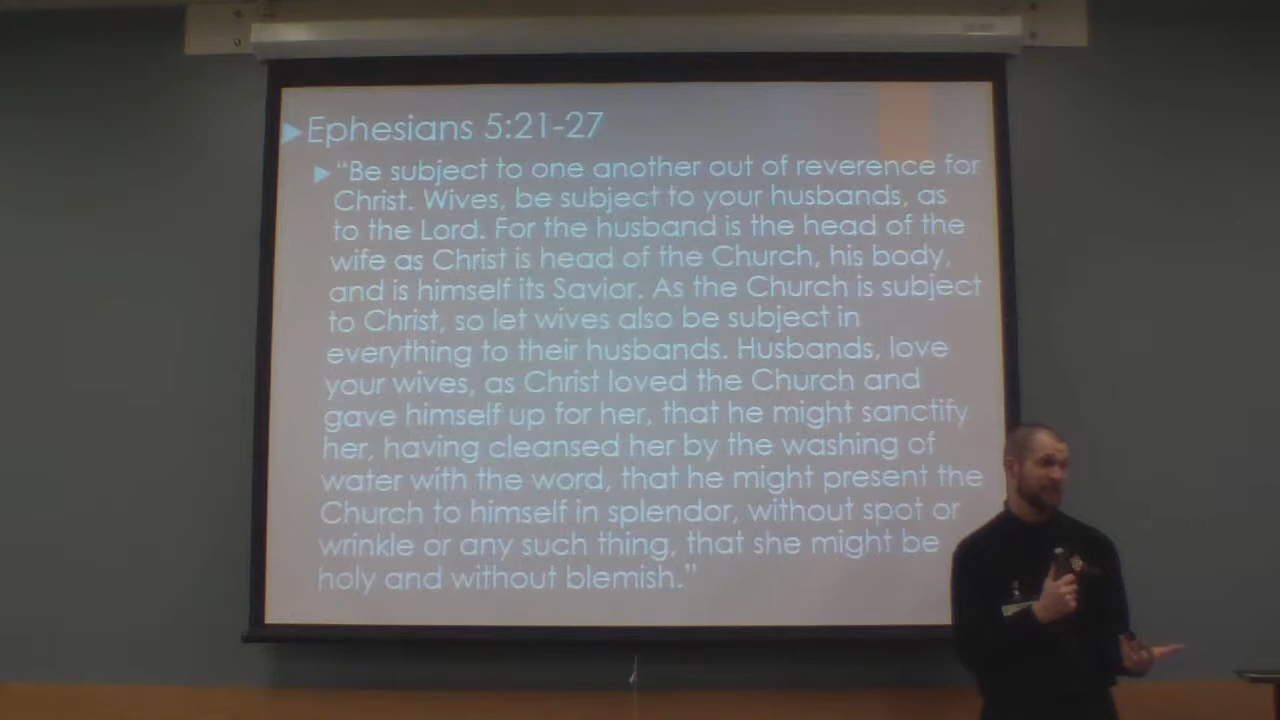 Ephesians 5:21-27
“Be subject to one another out of reverence for
Christ. Wives, be subject to your husbands, as
to the Lord. For the husband is the head of the
wife as Christ is head of the Church, his body,
and is himself its Savior. As the Church is subject
to Christ, so let wives also be subject in
everything to their husbands. Husbands, love
your wives, as Christ loved the Church and
gave himself up for her, that he might sanctify
her, having cleansed her by the washing of
water with the word, that he might present the
Church to himself in splendor, without spot or
wrinkle or any such thing, that she might be
holy and without blemish.”